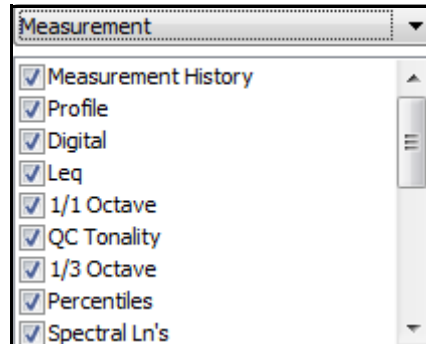 Measurement
Measurement History
Profile
Digital
Leq
1/1 Octave
QC Tonality
1/3 Octave
Percentiles
Spectral Ln's